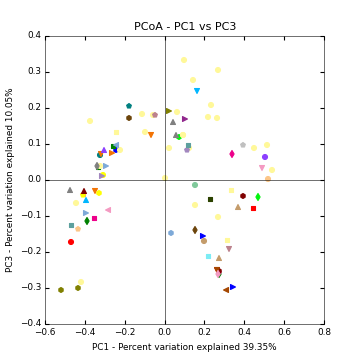 PCoA - PC1 vs PC3
0.4
0.3
0.2
0.1
0.0
−0.1
−0.2
−0.3
−0.4
PC3 - Percent variation explained 10.05%
−0.6 −0.4 −0.2 0.0 0.2 0.4 0.6 0.8
PC1 - Percent variation explained 39.35%